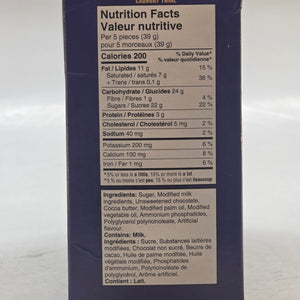 Nutrition Facts
Valeur nutritive
Per 5 pieces (39 g)
pour 5 morceaux (39 g)
% Daily Value*
Calories 200 % valeur quotidienne*
Fat / Lipides 11 g 15 %
Saturated / saturés 7 g
+ Trans / trans 0.1 g 36 %
Carbohydrate / Glucides 24 g
Fibre / Fibres 1 g 4 %
Sugars / Sucres 22 g 22 %
Protein / Protéines 3 g
Cholesterol / Cholestérol 5 mg 2 %
Sodium 40 mg 2 %
Potassium 200 mg 6 %
Calcium 100 mg 8 %
Iron / Fer 1 mg 6 %
*5% or less is a little, 15% or more is a lot
*5 % ou moins c'est peu, 15 % ou plus c'est beaucoup
Ingredients: Sugar, Modified milk
ingredients, Unsweetened chocolate,
Cocoa butter, Modified palm oil, Modified
vegetable oil, Ammonium phosphatides,
Polyglycerol polyricinoleate, Artificial
flavour.
Contains: Milk.
Ingrédients : Sucre, Substances laitières
modifiées, Chocolat non sucré, Beurre de
cacao, Huile de palme modifiée, Huile
végétale modifiée, Phosphatides
d'ammonium, Polyricinoléate de
polyglycérol, Arôme artificiel.
Contient : Lait.